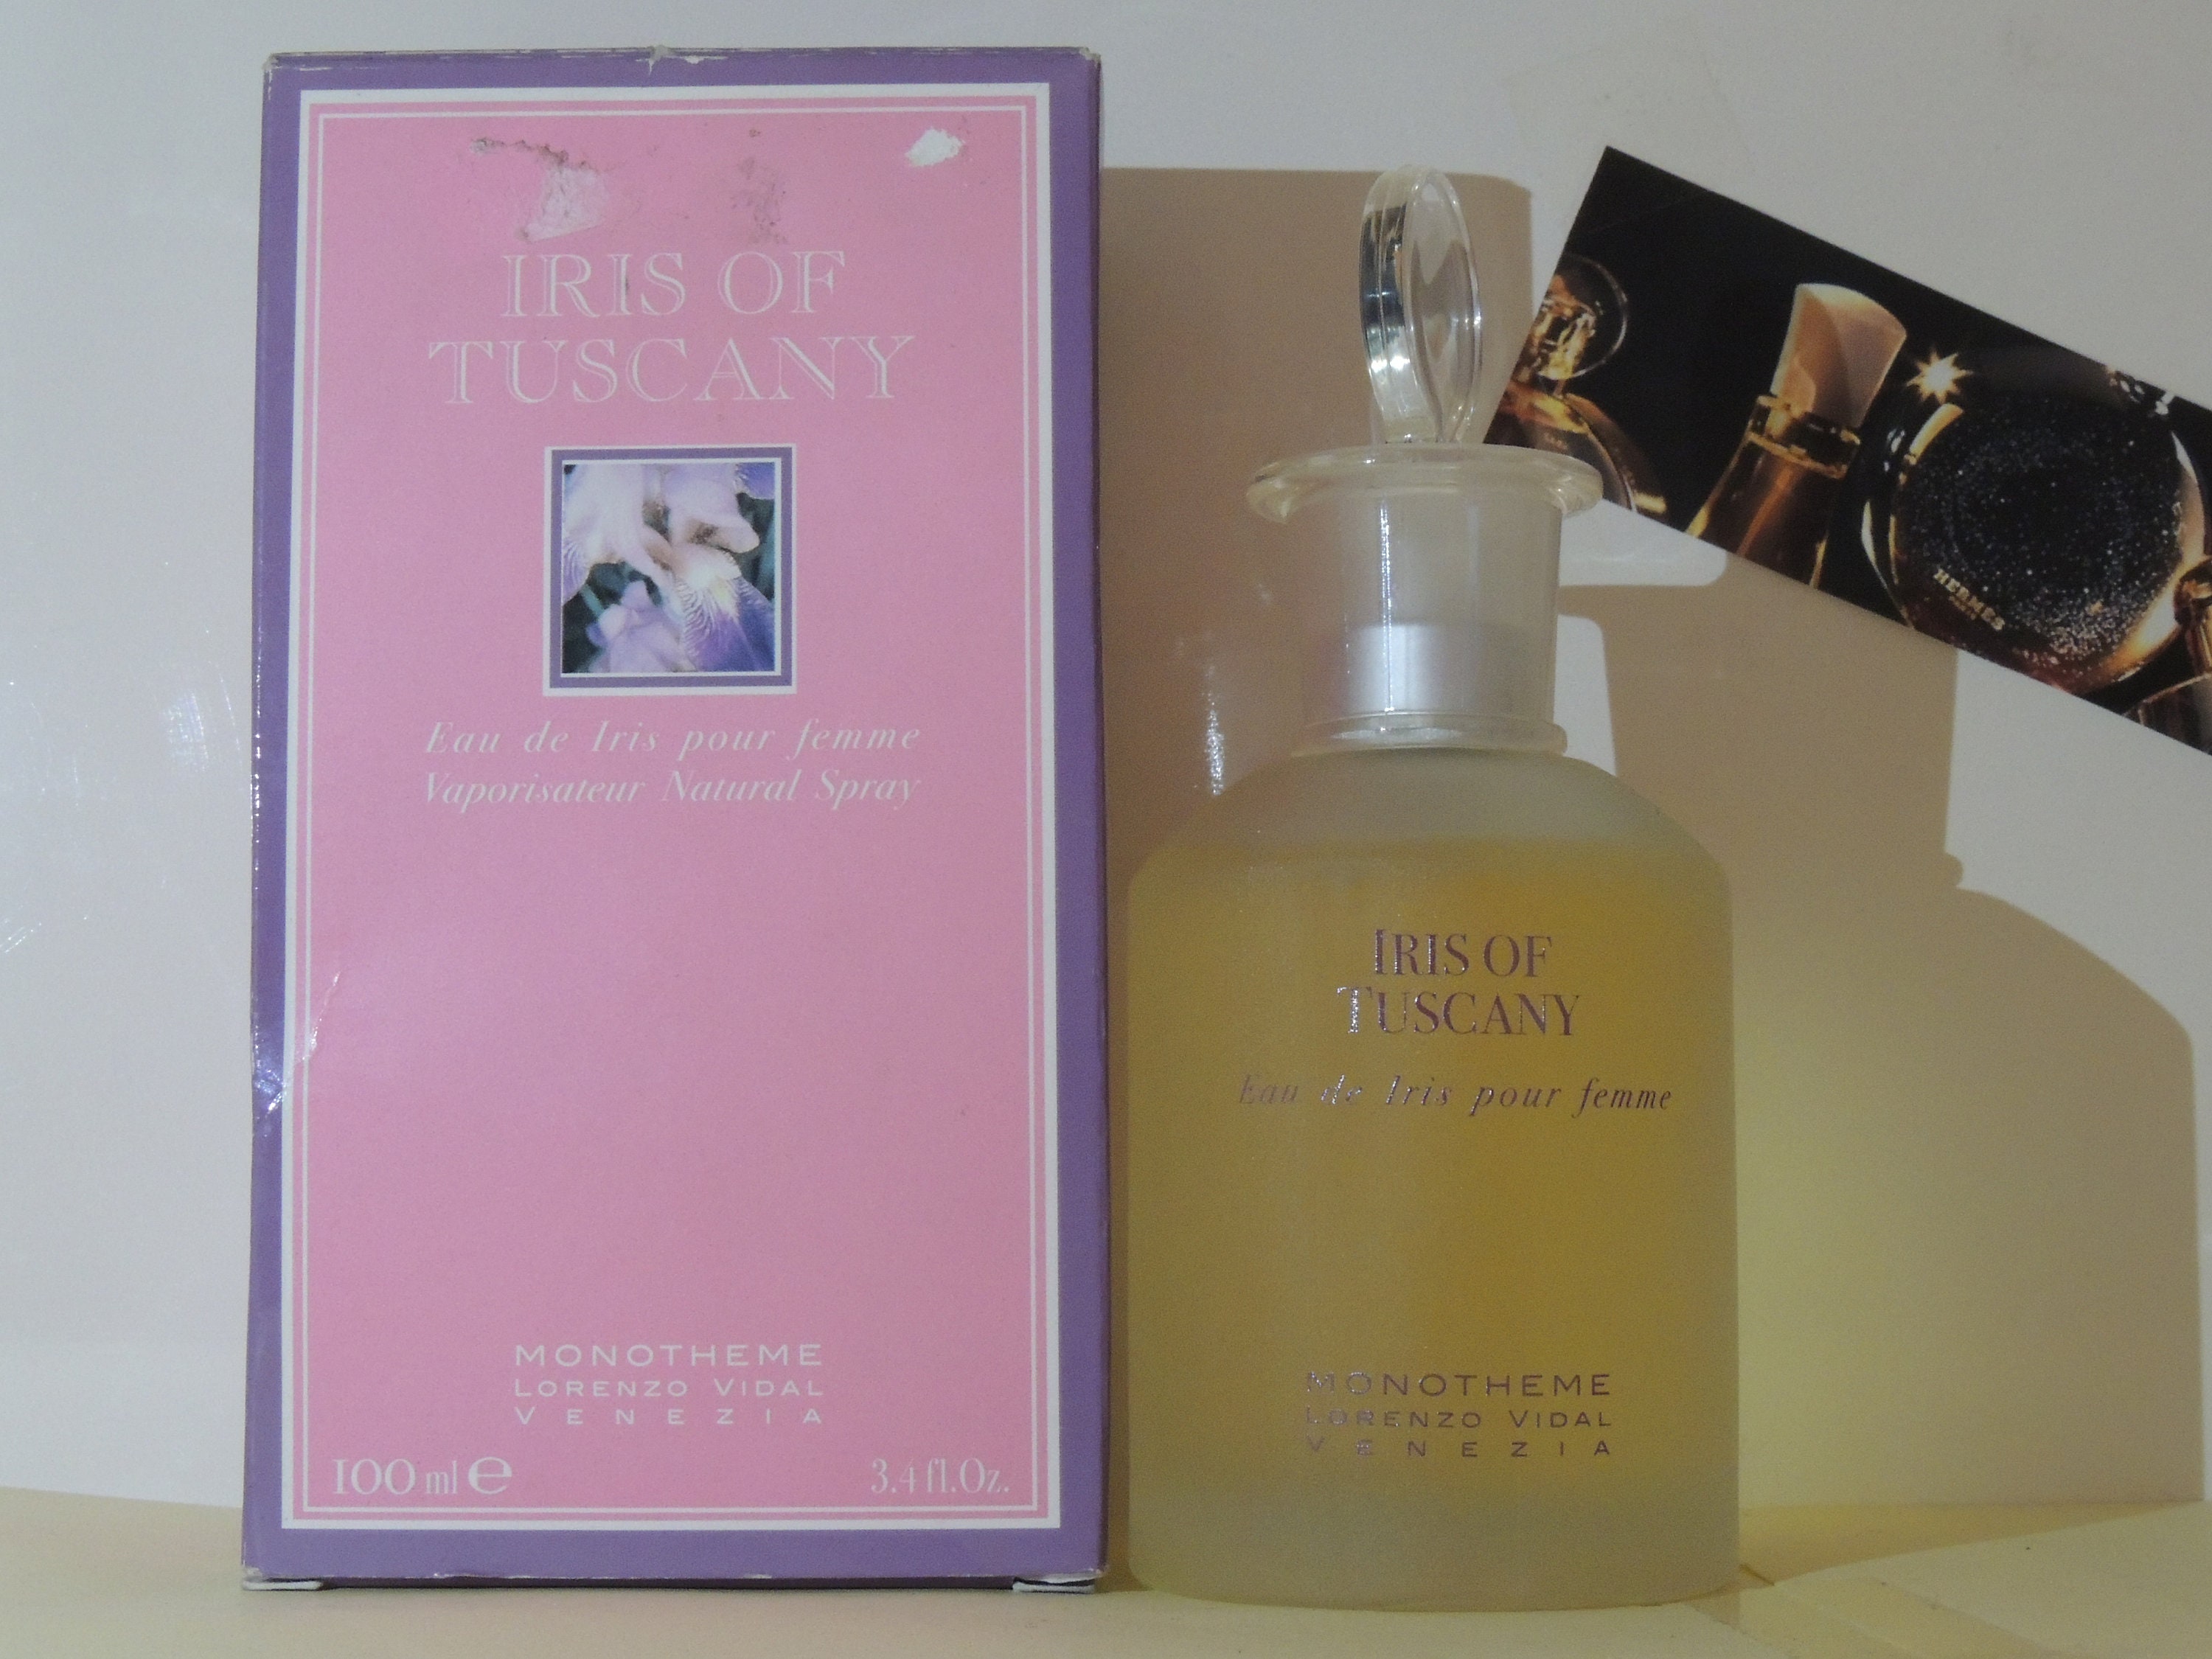 IRIS OF
TUSCANY
Eau de Iris pour femme
Vaporisateur Natural Spray
MONOTHEME
LORENZO VIDAL
VENEZIA
100 ml e
3.4 fl.Oz.
IRIS OF
TUSCANY
Eau de Iris pour femme
MONOTHEME
LORENZO VIDAL
VENEZIA
HERMES